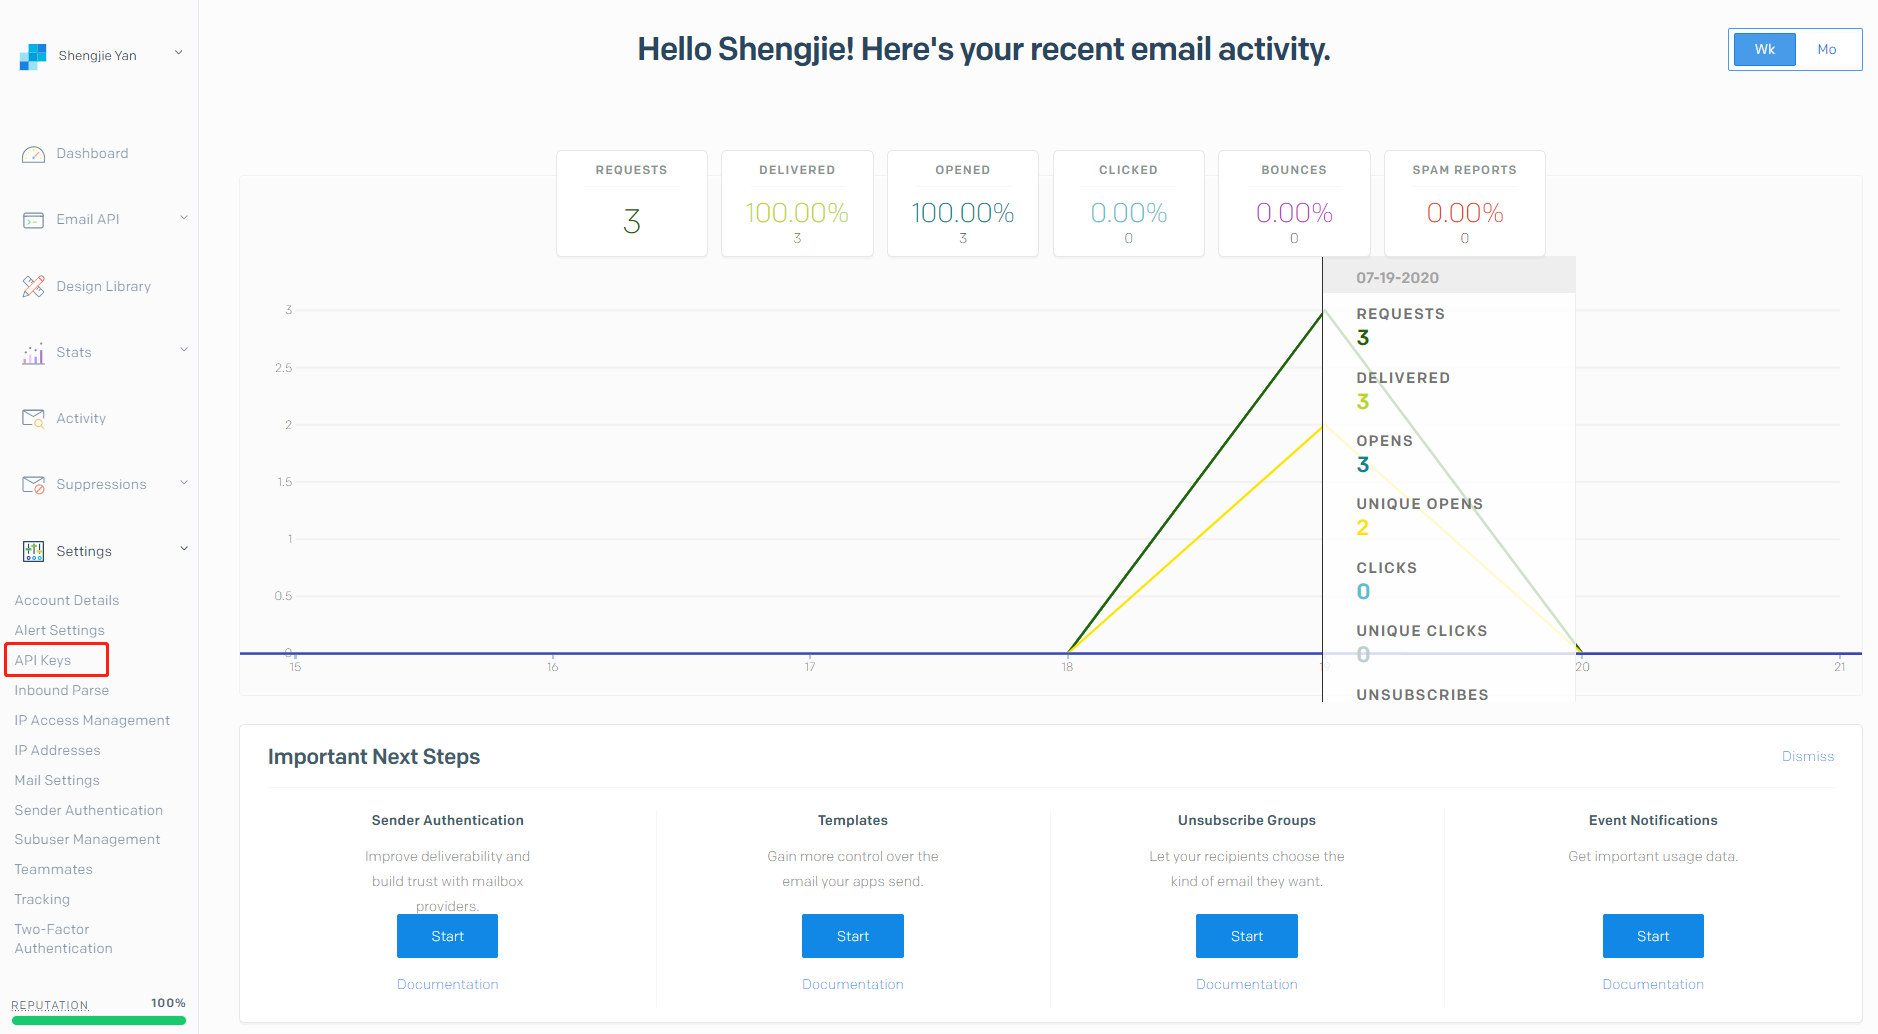 Shengjie Yan
Hello Shengjie! Here's your recent email activity.
Wk
Mo
Dashboard
Email API
Design Library
Stats
Activity
Suppressions
Settings
Account Details
Alert Settings
API Keys
Inbound Parse
IP Access Management
IP Addresses
Mail Settings
Sender Authentication
Subuser Management
Teammates
Tracking
Two-Factor
Authentication
REPUTATION
100%
REQUESTS
3
DELIVERED
100.00%
3
OPENED
100.00%
3
CLICKED
0.00%
0
BOUNCES
0.00%
0
SPAM REPORTS
0.00%
0
3
2.5
2
1.5
1
0.5
0
15
16
17
18
20
21
07-19-2020
REQUESTS
3
DELIVERED
3
OPENS
3
UNIQUE OPENS
2
CLICKS
0
UNIQUE CLICKS
0
UNSUBSCRIBES
Important Next Steps
Dismiss
Sender Authentication
Improve deliverability and
build trust with mailbox
providers.
Start
Documentation
Templates
Gain more control over the
email your apps send.
Start
Documentation
Unsubscribe Groups
Let your recipients choose the
kind of email they want.
Start
Documentation
Event Notifications
Get important usage data.
Start
Documentation